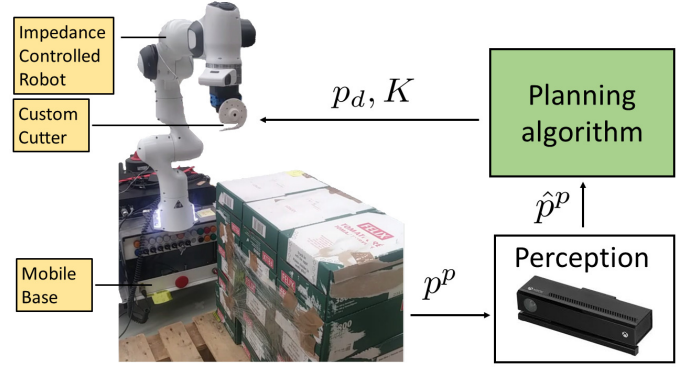 Impedance
Controlled
Robot
Custom
Cutter
Mobile
Base
p_d, K
Planning
algorithm
p̂^p
Perception
p^p
FELIX